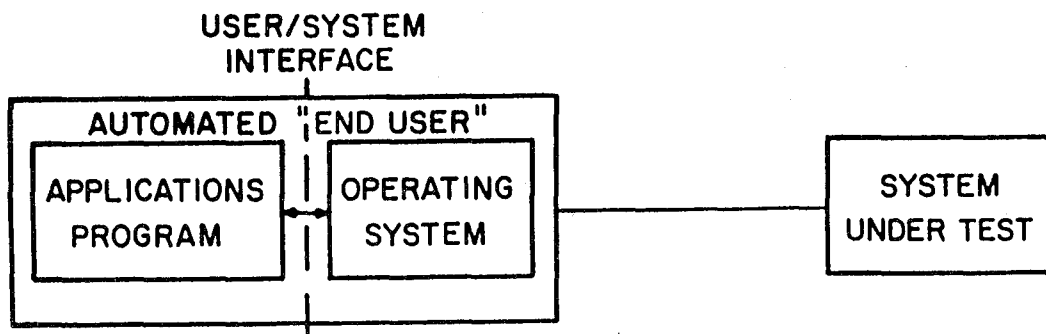 USER/SYSTEM
INTERFACE
AUTOMATED "END USER"
APPLICATIONS
PROGRAM
OPERATING
SYSTEM
SYSTEM
UNDER TEST